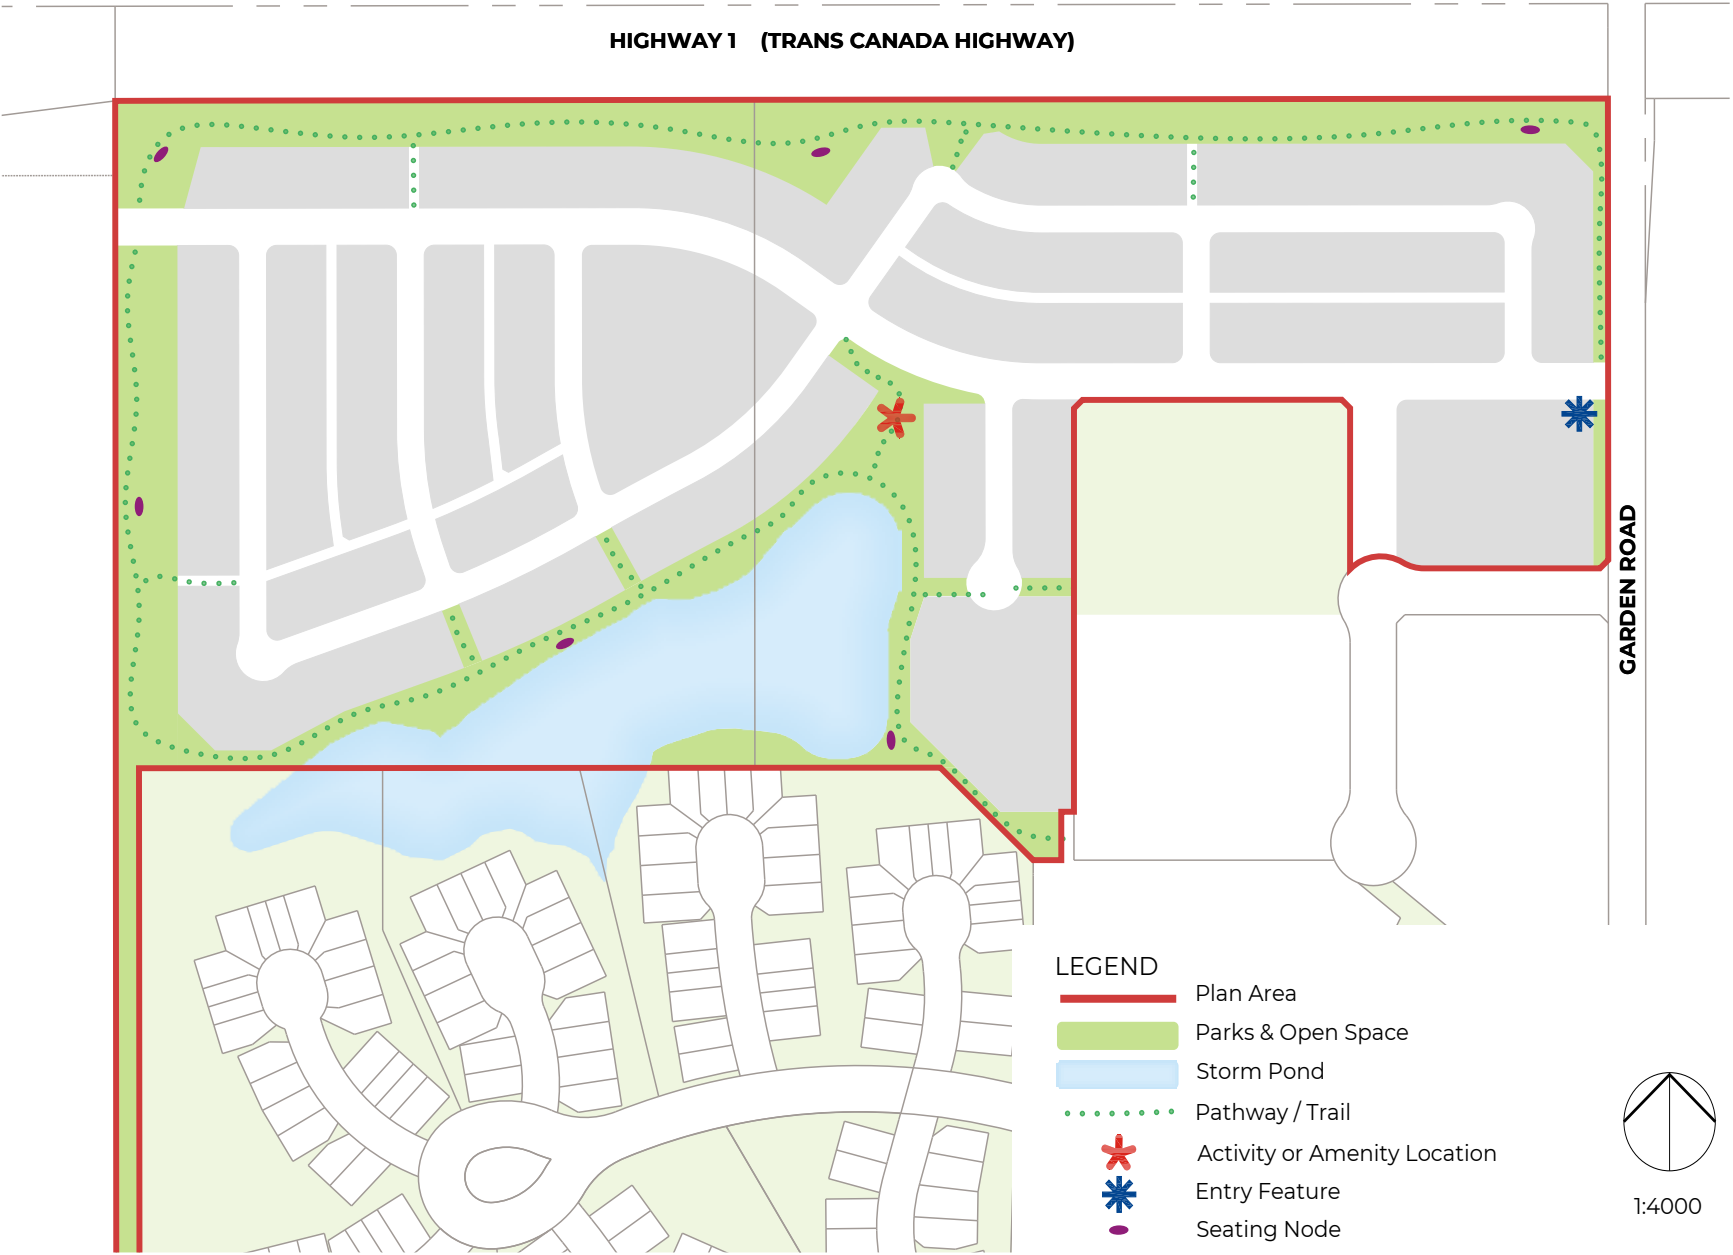 HIGHWAY 1 (TRANS CANADA HIGHWAY)
GARDEN ROAD
LEGEND
Plan Area
Parks & Open Space
Storm Pond
Pathway / Trail
Activity or Amenity Location
Entry Feature
Seating Node
1:4000